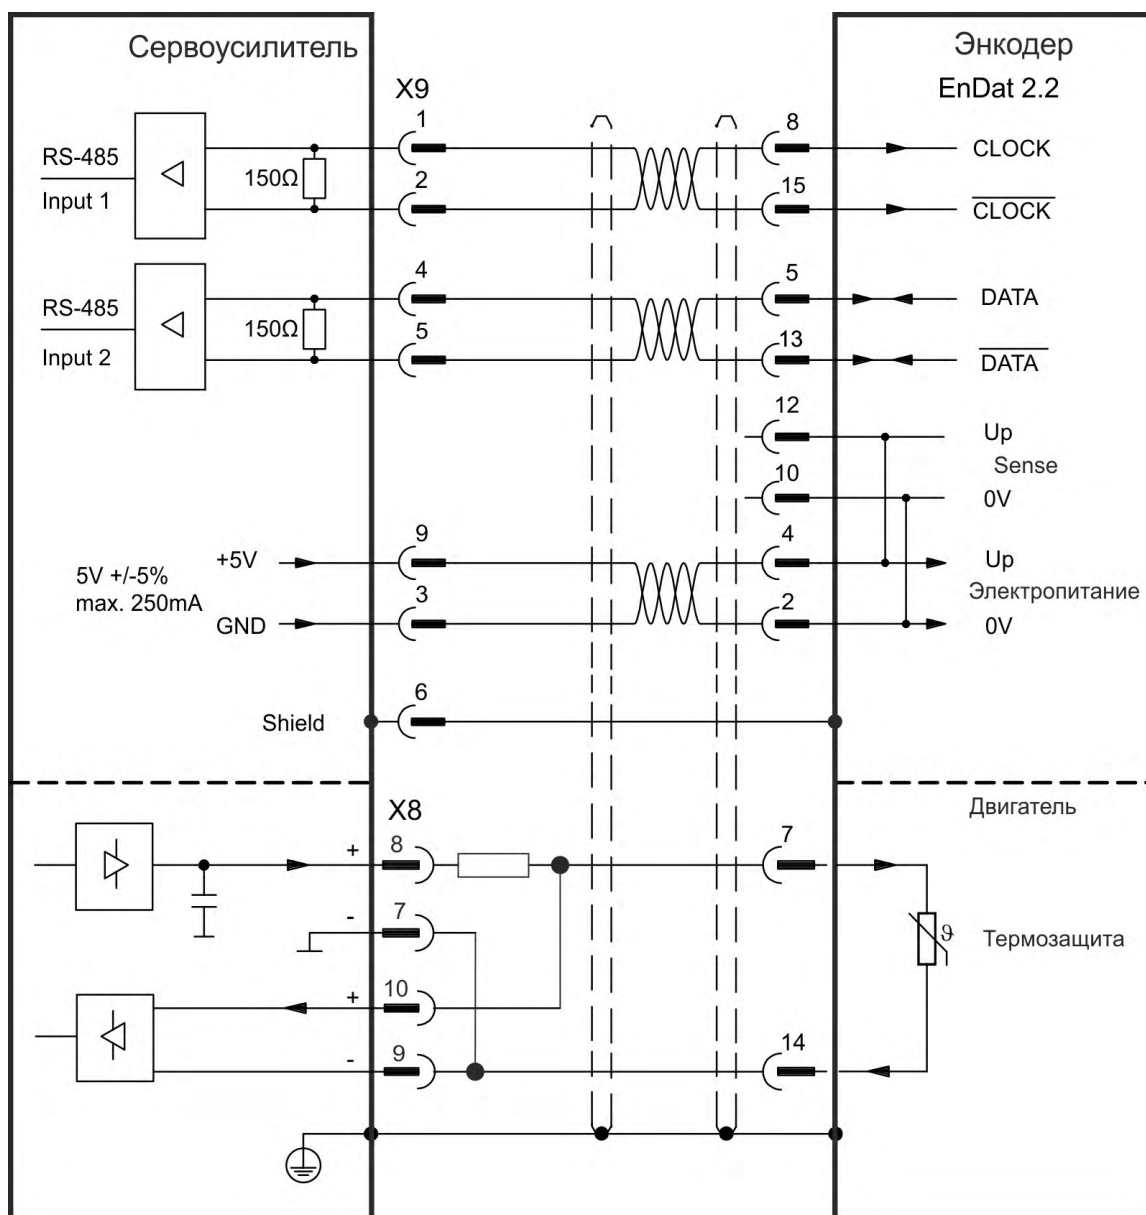 Сервоусилитель
Энкодер
EnDat 2.2
X9
1
8
RS-485
150Ω
CLOCK
Input 1
2
15
CLOCK
4
5
RS-485
150Ω
DATA
Input 2
5
13
DATA
12
Up
Sense
10
0V
9
4
+5V
Up
5V +/-5%
max. 250mA
Электропитание
3
2
GND
0V
6
Shield
X8
Двигатель
8
7
+
7
-
ϑ
Термозащита
10
+
9
14
-